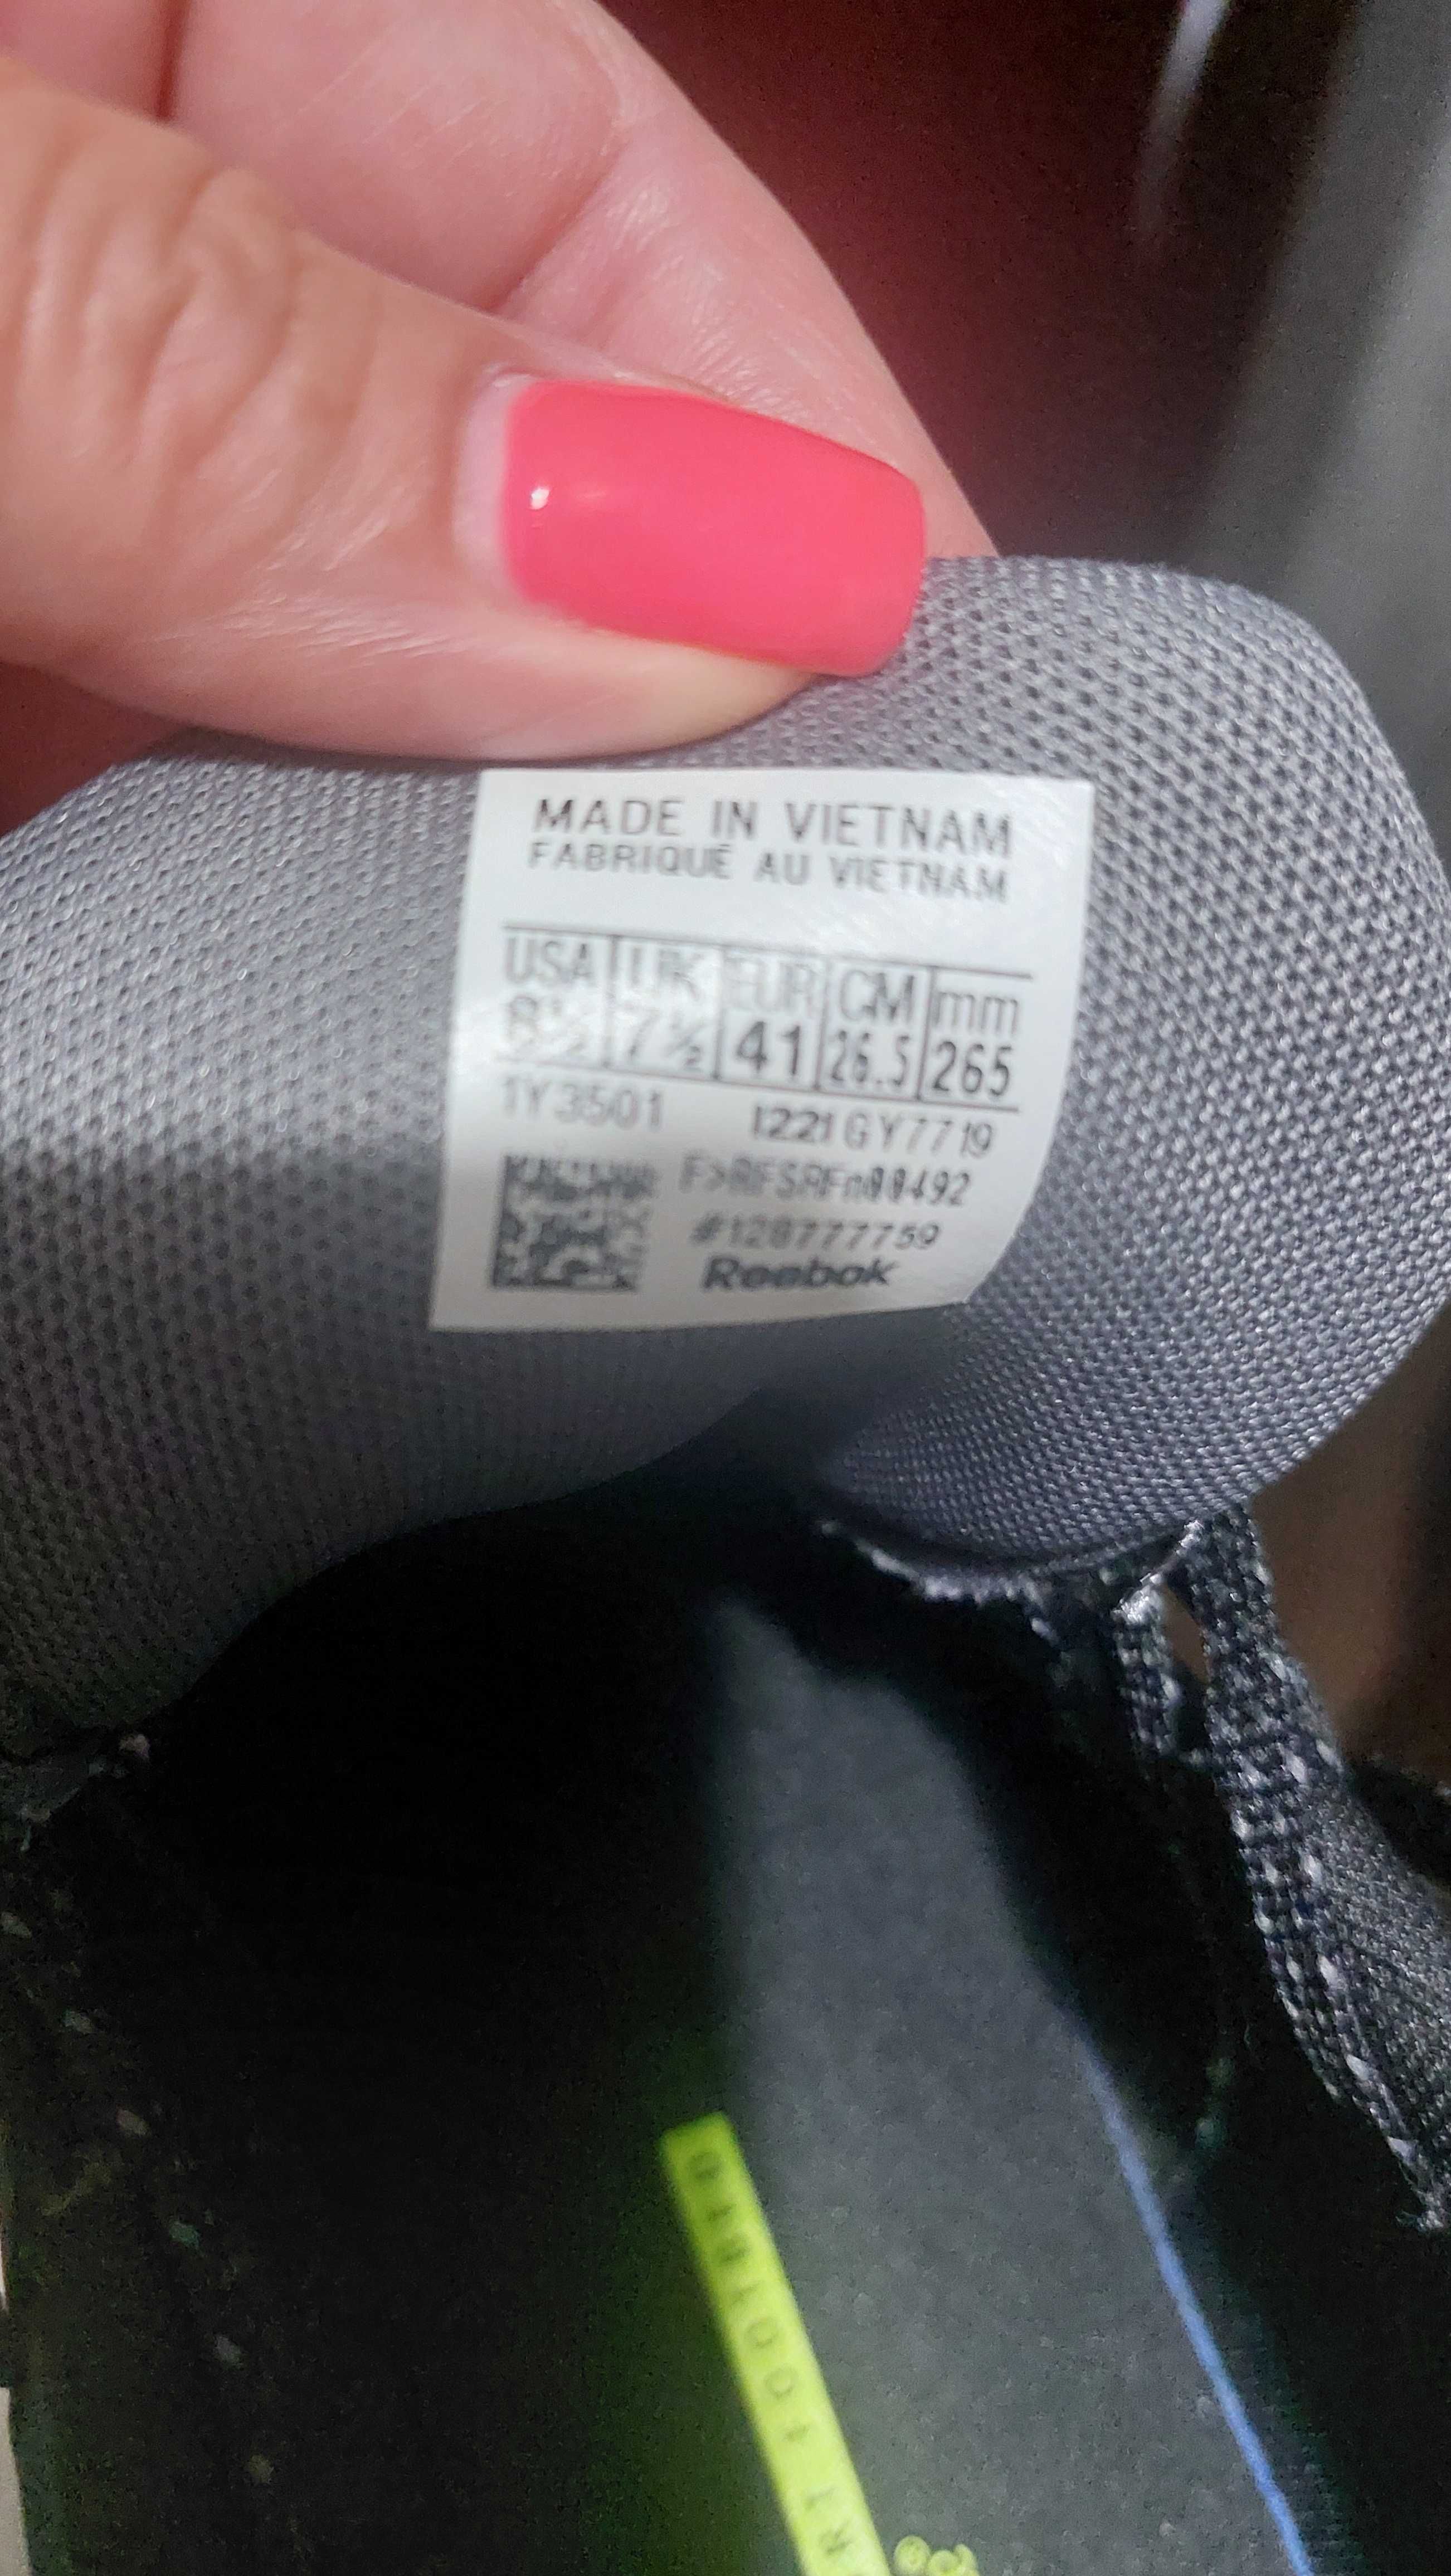 MADE IN VIETNAM
FABRIQUÉ AU VIETNAM
USA UK EUR CM mm
8½ 7½ 41 26.5 265
1Y3501 1221 GY7719
#128777759
Reebok